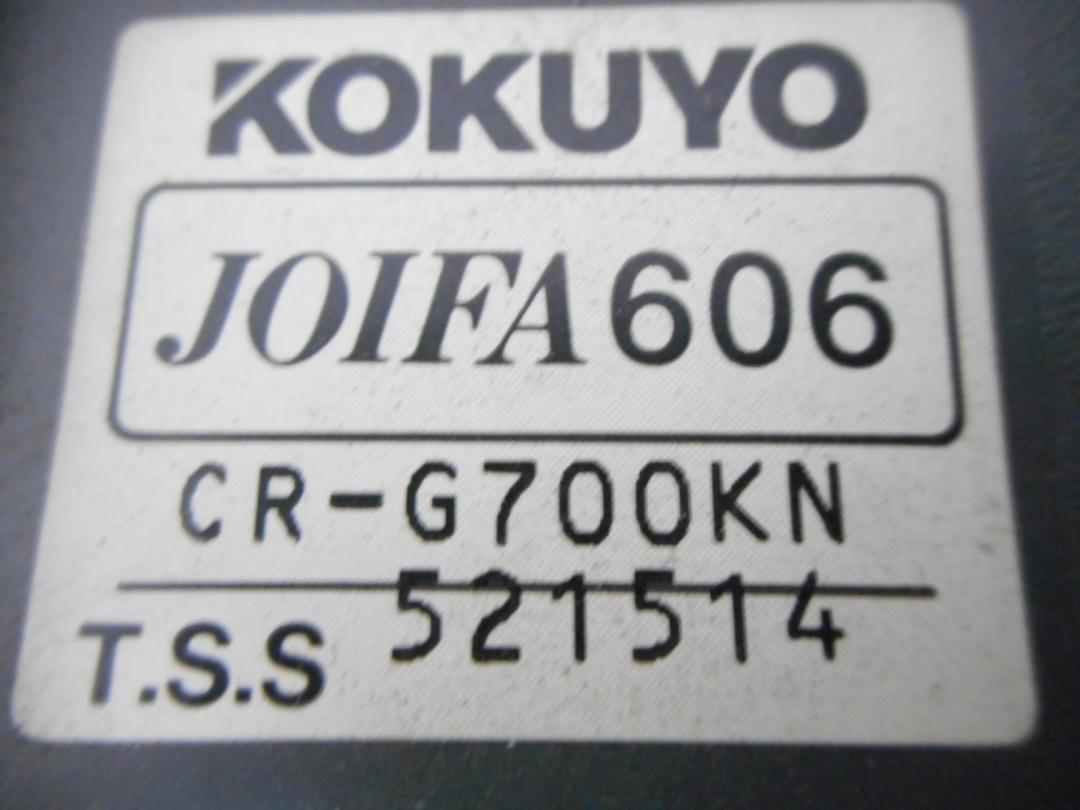 KOKUYO
JOIFA606
CR-G700KN
T.S.S 521514